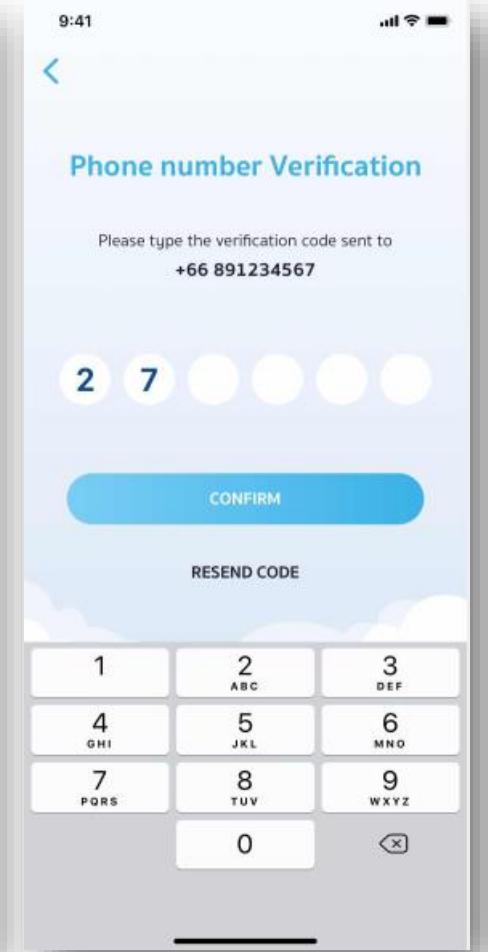 9:41
Phone number Verification
Please type the verification code sent to
+66 891234567
2 7
CONFIRM
RESEND CODE
1 2 3
ABC DEF
4 5 6
GHI JKL MNO
7 8 9
PQRS TUV WXYZ
0